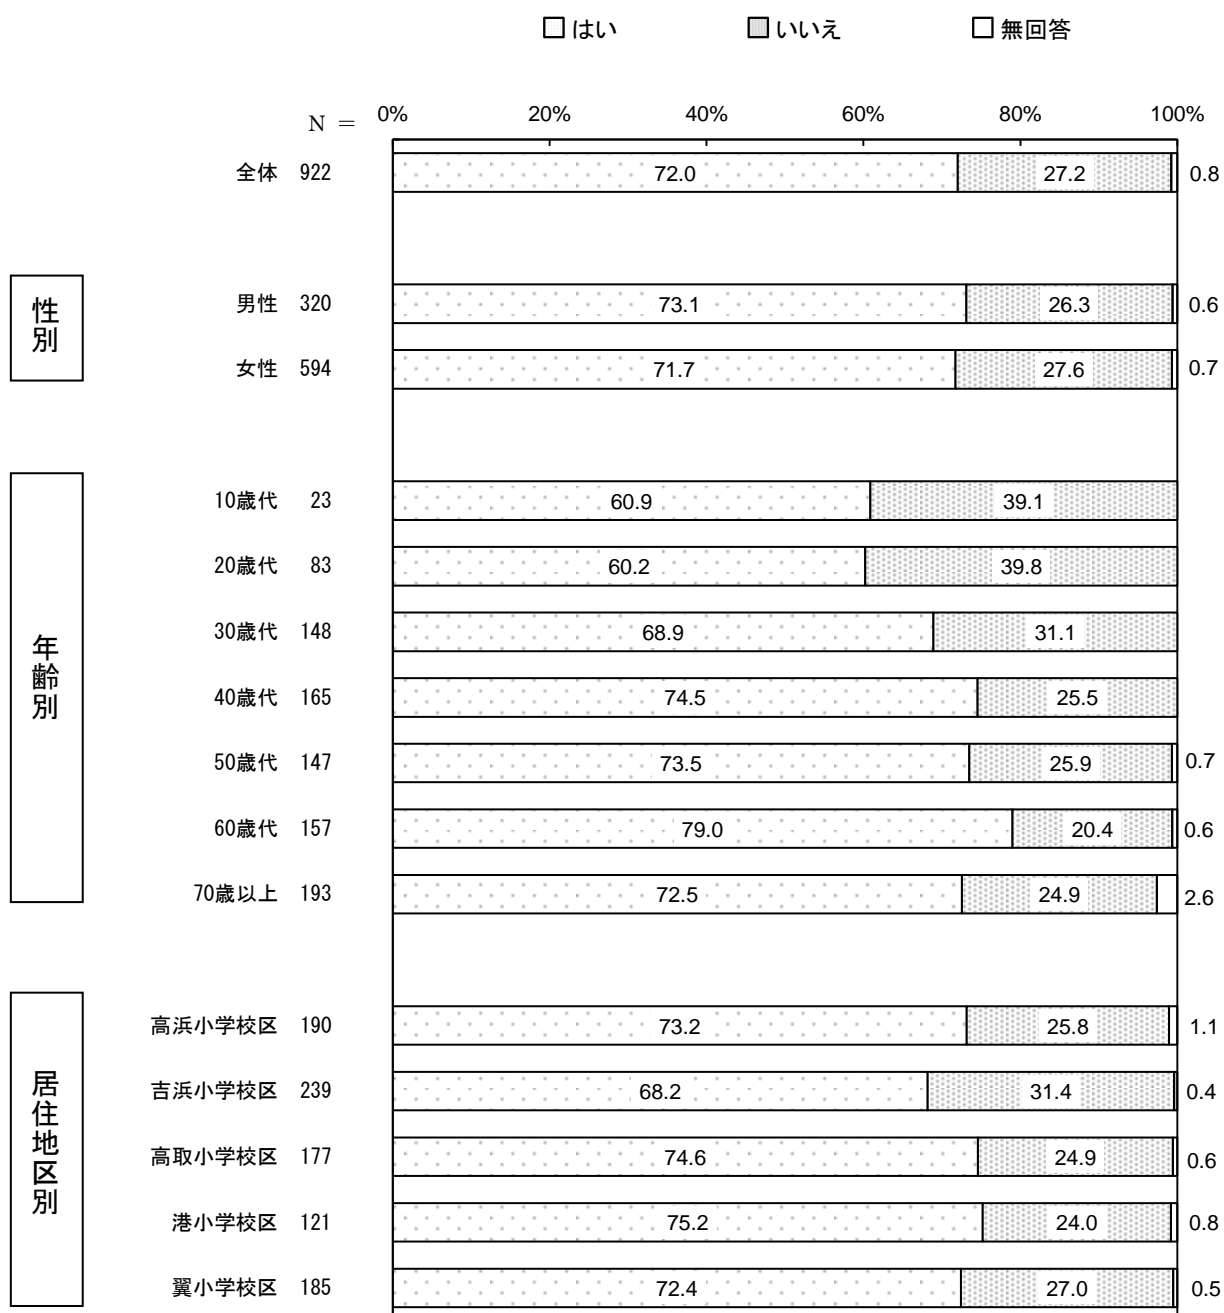 はい いいえ 無回答
N = 0% 20% 40% 60% 80% 100%
全体 922 72.0 27.2 0.8
性別
男性 320 73.1 26.3 0.6
女性 594 71.7 27.6 0.7
年齢別
10歳代 23 60.9 39.1
20歳代 83 60.2 39.8
30歳代 148 68.9 31.1
40歳代 165 74.5 25.5
50歳代 147 73.5 25.9 0.7
60歳代 157 79.0 20.4 0.6
70歳以上 193 72.5 24.9 2.6
居住地区別
高浜小学校区 190 73.2 25.8 1.1
吉浜小学校区 239 68.2 31.4 0.4
高取小学校区 177 74.6 24.9 0.6
港小学校区 121 75.2 24.0 0.8
翼小学校区 185 72.4 27.0 0.5